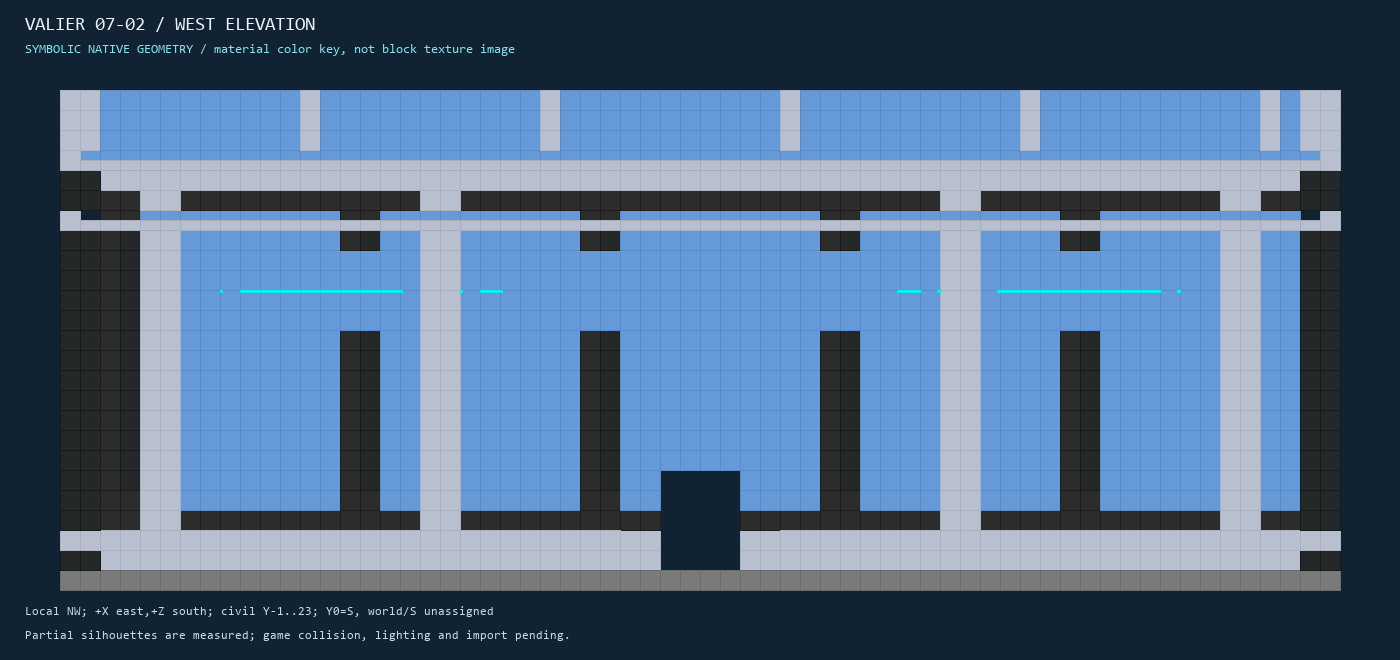 VALIER 07-02 / WEST ELEVATION
SYMBOLIC NATIVE GEOMETRY / material color key, not block texture image
Local NW; +X east,+Z south; civil Y-1..23; Y0=S, world/S unassigned
Partial silhouettes are measured; game collision, lighting and import pending.